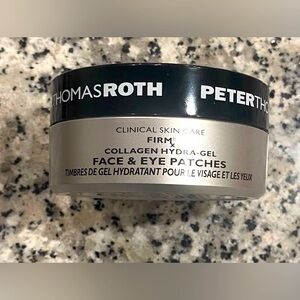 THOMASROTH PETERTHO
CLINICAL SKIN CARE
FIRMx
COLLAGEN HYDRA-GEL
FACE & EYE PATCHES
TIMBRES DE GEL HYDRATANT POUR LE VISAGE ET LES YEUX